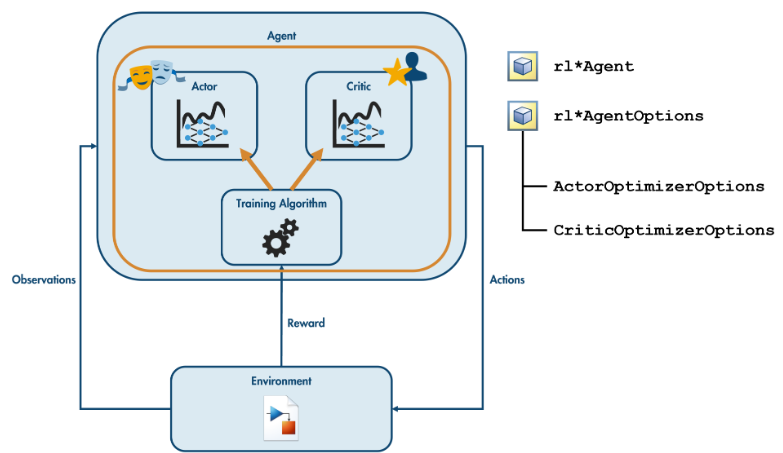 Agent
Actor
Critic
Training Algorithm
Observations
Actions
Reward
Environment
rl*Agent
rl*AgentOptions
ActorOptimizerOptions
CriticOptimizerOptions